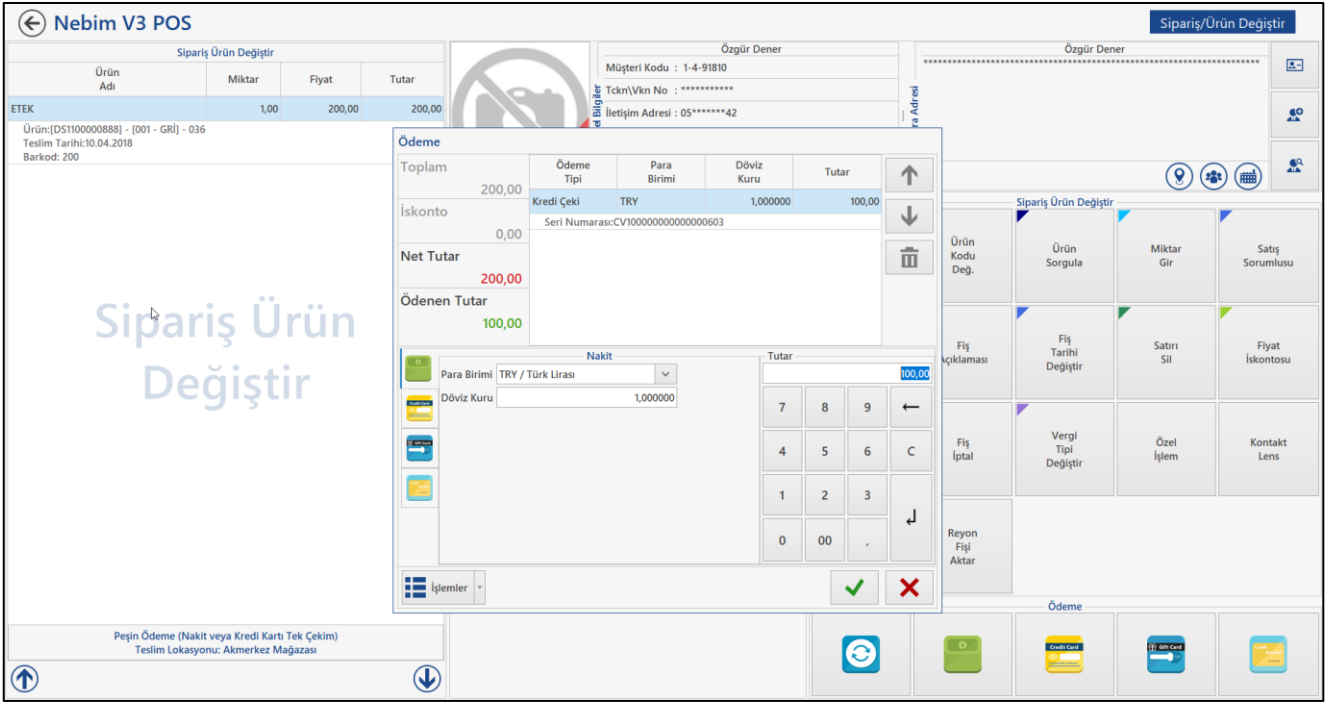 Nebim V3 POS
Sipariş/Ürün Değiştir
Sipariş Ürün Değiştir
Ürün
Adı
Miktar
Fiyat
Tutar
ETEK
1,00
200,00
200,00
Ürün:[DS1100000888] - [001 - GRİ] - 036
Teslim Tarihi:10.04.2018
Barkod: 200
Sipariş Ürün
Değiştir
Peşin Ödeme (Nakit veya Kredi Kartı Tek Çekim)
Teslim Lokasyonu: Akmerkez Mağazası
Özgür Dener
Müşteri Kodu : 1-4-91810
Tckn\Vkn No : ***********
İletişim Adresi : 05*******42
Özgür Dener
Ödeme
Toplam
200,00
İskonto
0,00
Net Tutar
200,00
Ödenen Tutar
100,00
Ödeme
Tipi
Para
Birimi
Döviz
Kuru
Tutar
Kredi Çeki
TRY
1,000000
100,00
Seri Numarası:CV100000000000000603
Nakit
Para Birimi
TRY / Türk Lirası
Döviz Kuru
1,000000
Tutar
100,00
7
8
9
4
5
6
C
1
2
3
0
00
,
İşlemler
Sipariş Ürün Değiştir
Ürün
Kodu
Değ.
Ürün
Sorgula
Miktar
Gir
Satış
Sorumlusu
Fiş
Açıklaması
Fiş
Tarihi
Değiştir
Satırı
Sil
Fiyat
İskontosu
Fiş
İptal
Vergi
Tipi
Değiştir
Özel
İşlem
Kontakt
Lens
Reyon
Fişi
Aktar
Ödeme
Credit Card
Gift Card